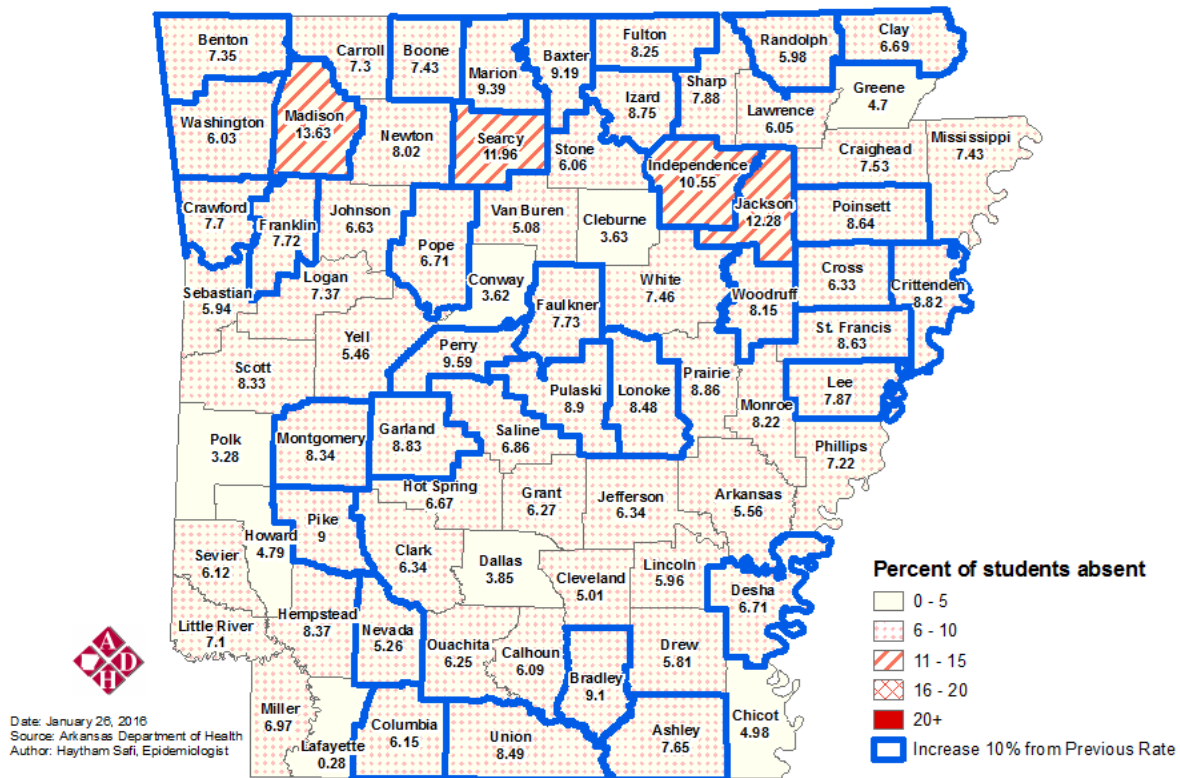 Benton
7.35
Carroll
7.3
Boone
7.43
Marion
9.39
Baxter
9.19
Fulton
8.25
Randolph
5.98
Clay
6.69
Sharp
7.88
Izard
8.75
Greene
4.7
Lawrence
6.05
Washington
6.03
Madison
13.63
Newton
8.02
Searcy
11.96
Stone
6.06
Independence
10.55
Mississippi
7.43
Craighead
7.53
Jackson
12.28
Poinsett
8.64
Crawford
7.7
Franklin
7.72
Johnson
6.63
Pope
6.71
Van Buren
5.08
Cleburne
3.63
Logan
7.37
Conway
3.62
White
7.46
Woodruff
8.15
Cross
6.33
Crittenden
8.82
Sebastian
5.94
Faulkner
7.73
St. Francis
8.63
Yell
5.46
Perry
9.59
Scott
8.33
Pulaski
8.9
Lonoke
8.48
Prairie
8.86
Lee
7.87
Monroe
8.22
Polk
3.28
Montgomery
8.34
Garland
8.83
Saline
6.86
Phillips
7.22
Hot Spring
6.67
Grant
6.27
Jefferson
6.34
Arkansas
5.56
Howard
4.79
Pike
9
Clark
6.34
Dallas
3.85
Cleveland
5.01
Lincoln
5.96
Desha
6.71
Sevier
6.12
Little River
7.1
Hempstead
8.37
Nevada
5.26
Ouachita
6.25
Calhoun
6.09
Bradley
9.1
Drew
5.81
Miller
6.97
Lafayette
0.28
Columbia
6.15
Union
8.49
Ashley
7.65
Chicot
4.98
Percent of students absent
0 - 5
6 - 10
11 - 15
16 - 20
20+
Increase 10% from Previous Rate
A
C D
H
Date: January 26, 2016
Source: Arkansas Department of Health
Author: Haytham Safi, Epidemiologist